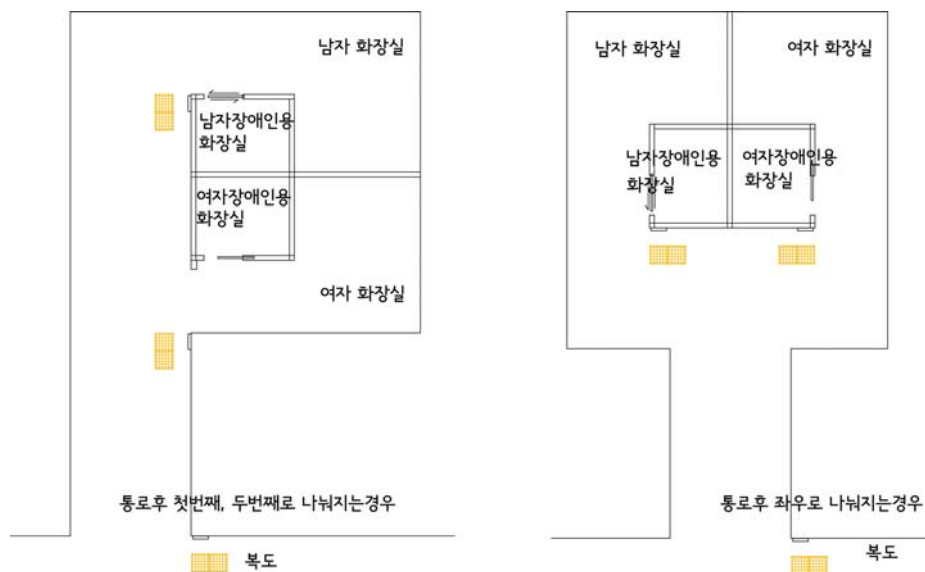 남자 화장실
남자장애인용
화장실
여자장애인용
화장실
여자 화장실
통로후 첫번째, 두번째로 나눠지는경우
복도
남자 화장실
여자 화장실
남자장애인용
화장실
여자장애인용
화장실
통로후 좌우로 나눠지는경우
복도